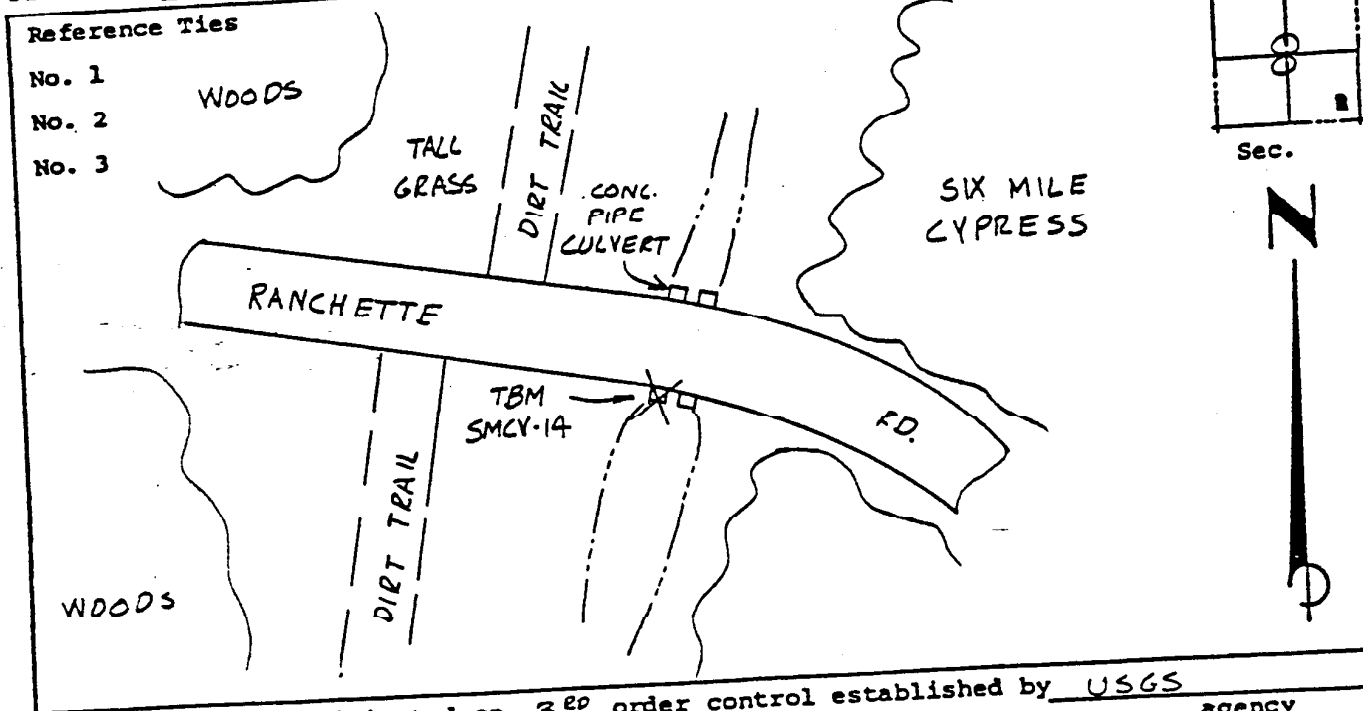 Reference Ties
No. 1
No. 2
No. 3
WOODS
TALL
GRASS
DIRT TRAIL
CONC.
PIPE
CULVERT
SIX MILE
CYPRESS
Sec.
N
RANCHETTE
RD.
TBM
SMCY-14
DIRT TRAIL
WOODS
on 3RD order control established by USGS
agency